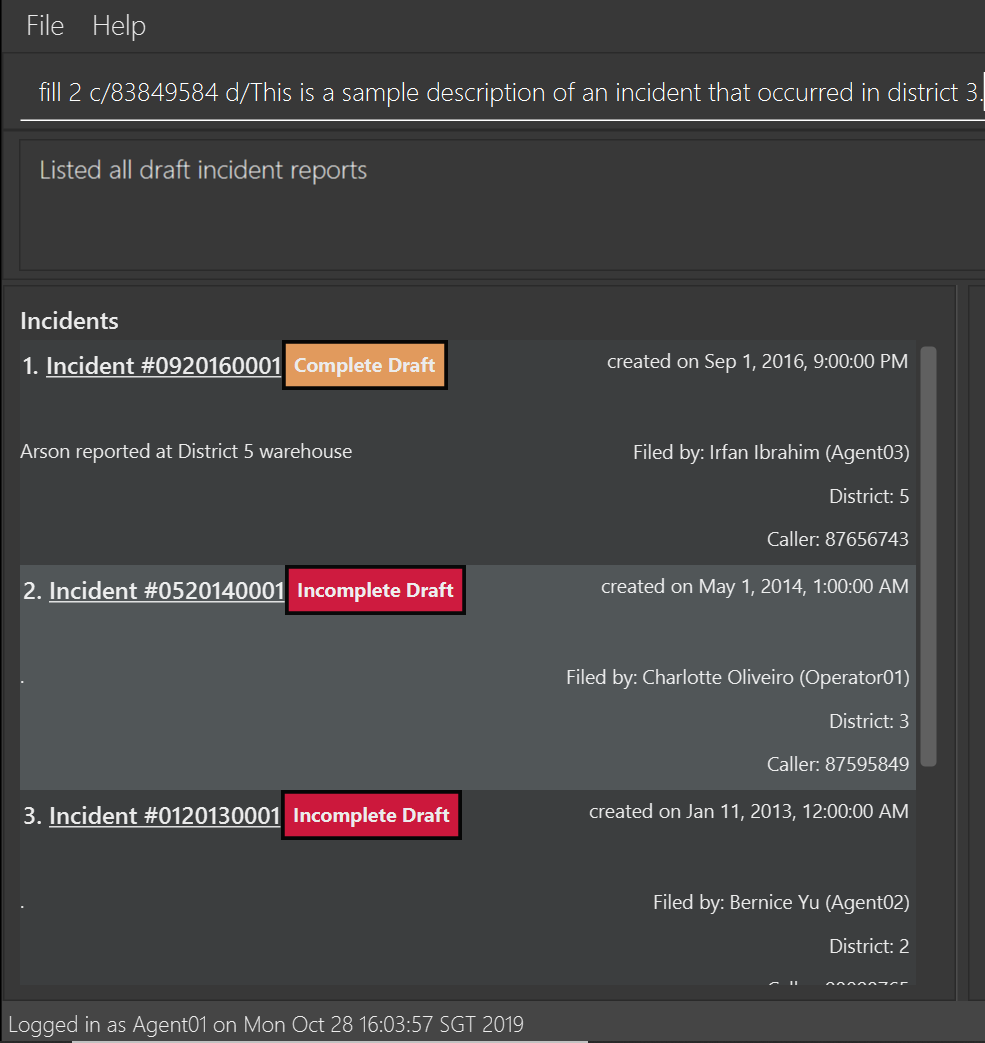 File Help
fill 2 c/83849584 d/This is a sample description of an incident that occurred in district 3.
Listed all draft incident reports
Incidents
1. Incident #0920160001 Complete Draft created on Sep 1, 2016, 9:00:00 PM
Arson reported at District 5 warehouse Filed by: Irfan Ibrahim (Agent03)
District: 5
Caller: 87656743
2. Incident #0520140001 Incomplete Draft created on May 1, 2014, 1:00:00 AM
. Filed by: Charlotte Oliveiro (Operator01)
District: 3
Caller: 87595849
3. Incident #0120130001 Incomplete Draft created on Jan 11, 2013, 12:00:00 AM
. Filed by: Bernice Yu (Agent02)
District: 2
Logged in as Agent01 on Mon Oct 28 16:03:57 SGT 2019